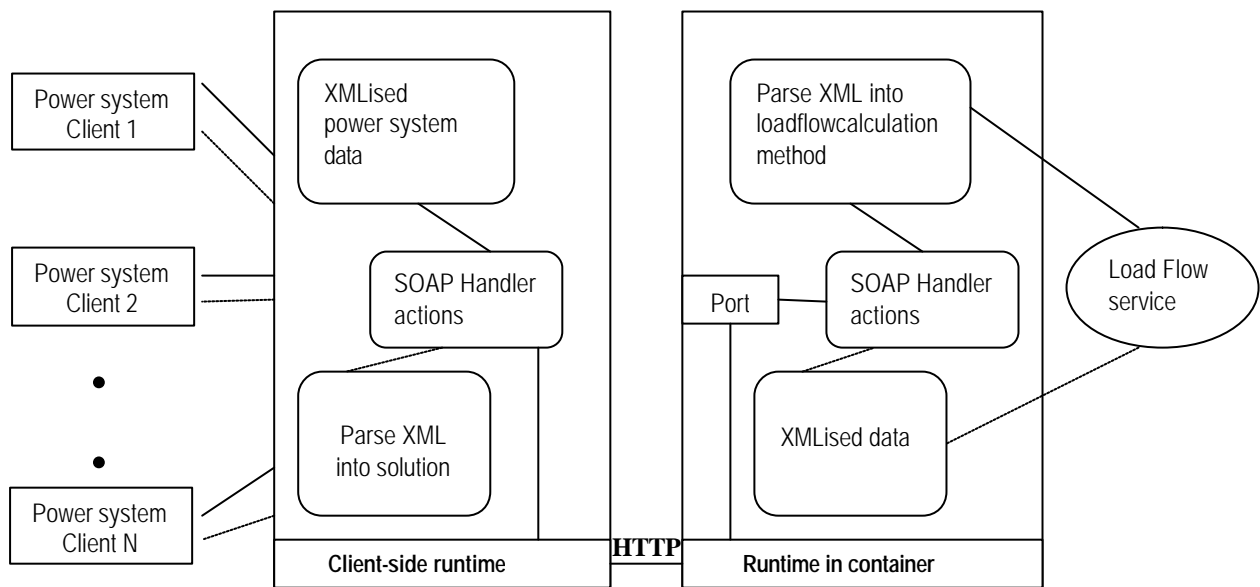 Power system
Client 1
Power system
Client 2
Power system
Client N
XMLised
power system
data
SOAP Handler
actions
Parse XML
into solution
Client-side runtime
HTTP
Parse XML into
loadflowcalculation
method
Port
SOAP Handler
actions
XMLised data
Runtime in container
Load Flow
service